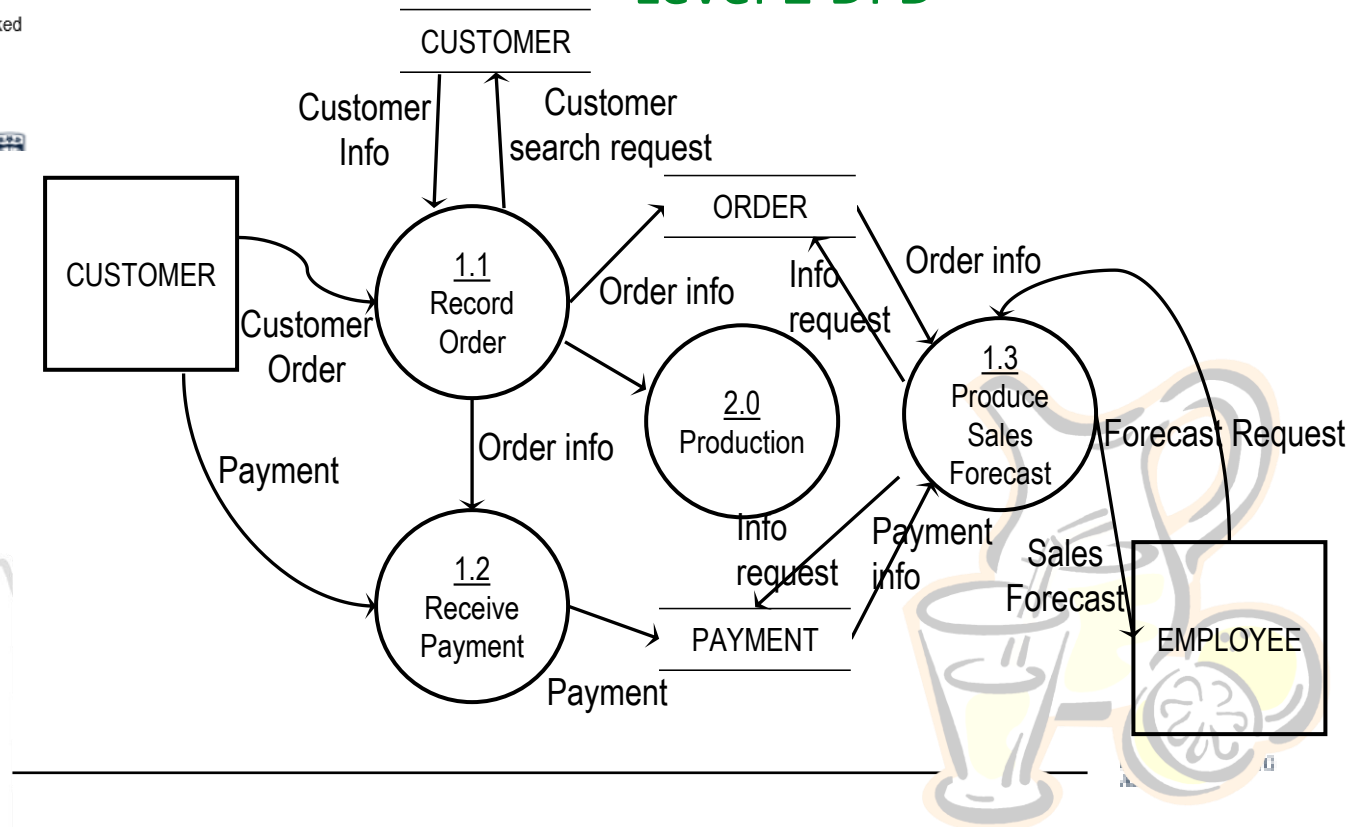 CUSTOMER
Customer
Info
Customer
search request
ORDER
CUSTOMER
1.1
Record
Order
Customer
Order
Order info
Info
request
Order info
1.3
Produce
Sales
Forecast
2.0
Production
Forecast Request
Order info
Payment
Info
request
Payment
info
Sales
Forecast
1.2
Receive
Payment
PAYMENT
EMPLOYEE
Payment